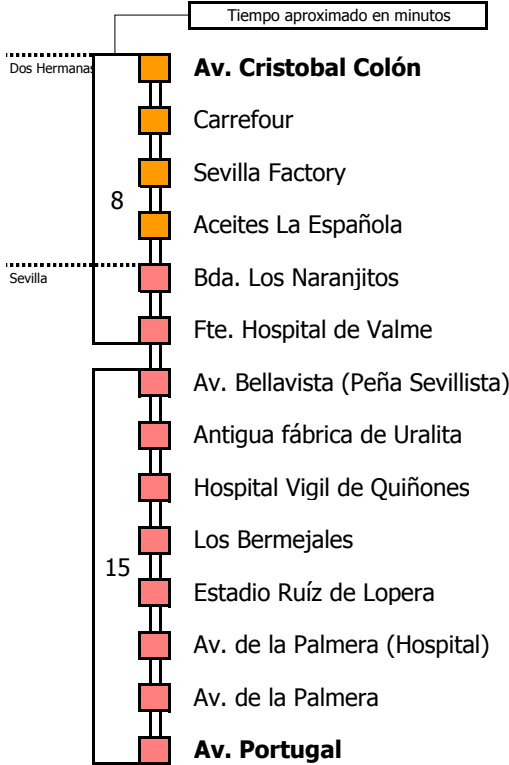 Tiempo aproximado en minutos
Dos Hermanas
Av. Cristobal Colón
Carrefour
Sevilla Factory
8
Aceites La Española
Sevilla
Bda. Los Naranjitos
Fte. Hospital de Valme
Av. Bellavista (Peña Sevillista)
Antigua fábrica de Uralita
Hospital Vigil de Quiñones
Los Bermejales
15
Estadio Ruíz de Lopera
Av. de la Palmera (Hospital)
Av. de la Palmera
Av. Portugal